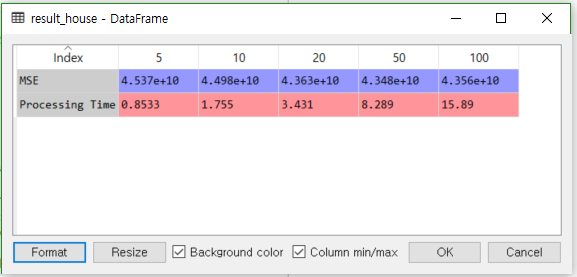 result_house - DataFrame
Index 5 10 20 50 100
MSE 4.537e+10 4.498e+10 4.363e+10 4.348e+10 4.356e+10
Processing Time 0.8533 1.755 3.431 8.289 15.89
Format Resize Background color Column min/max OK Cancel